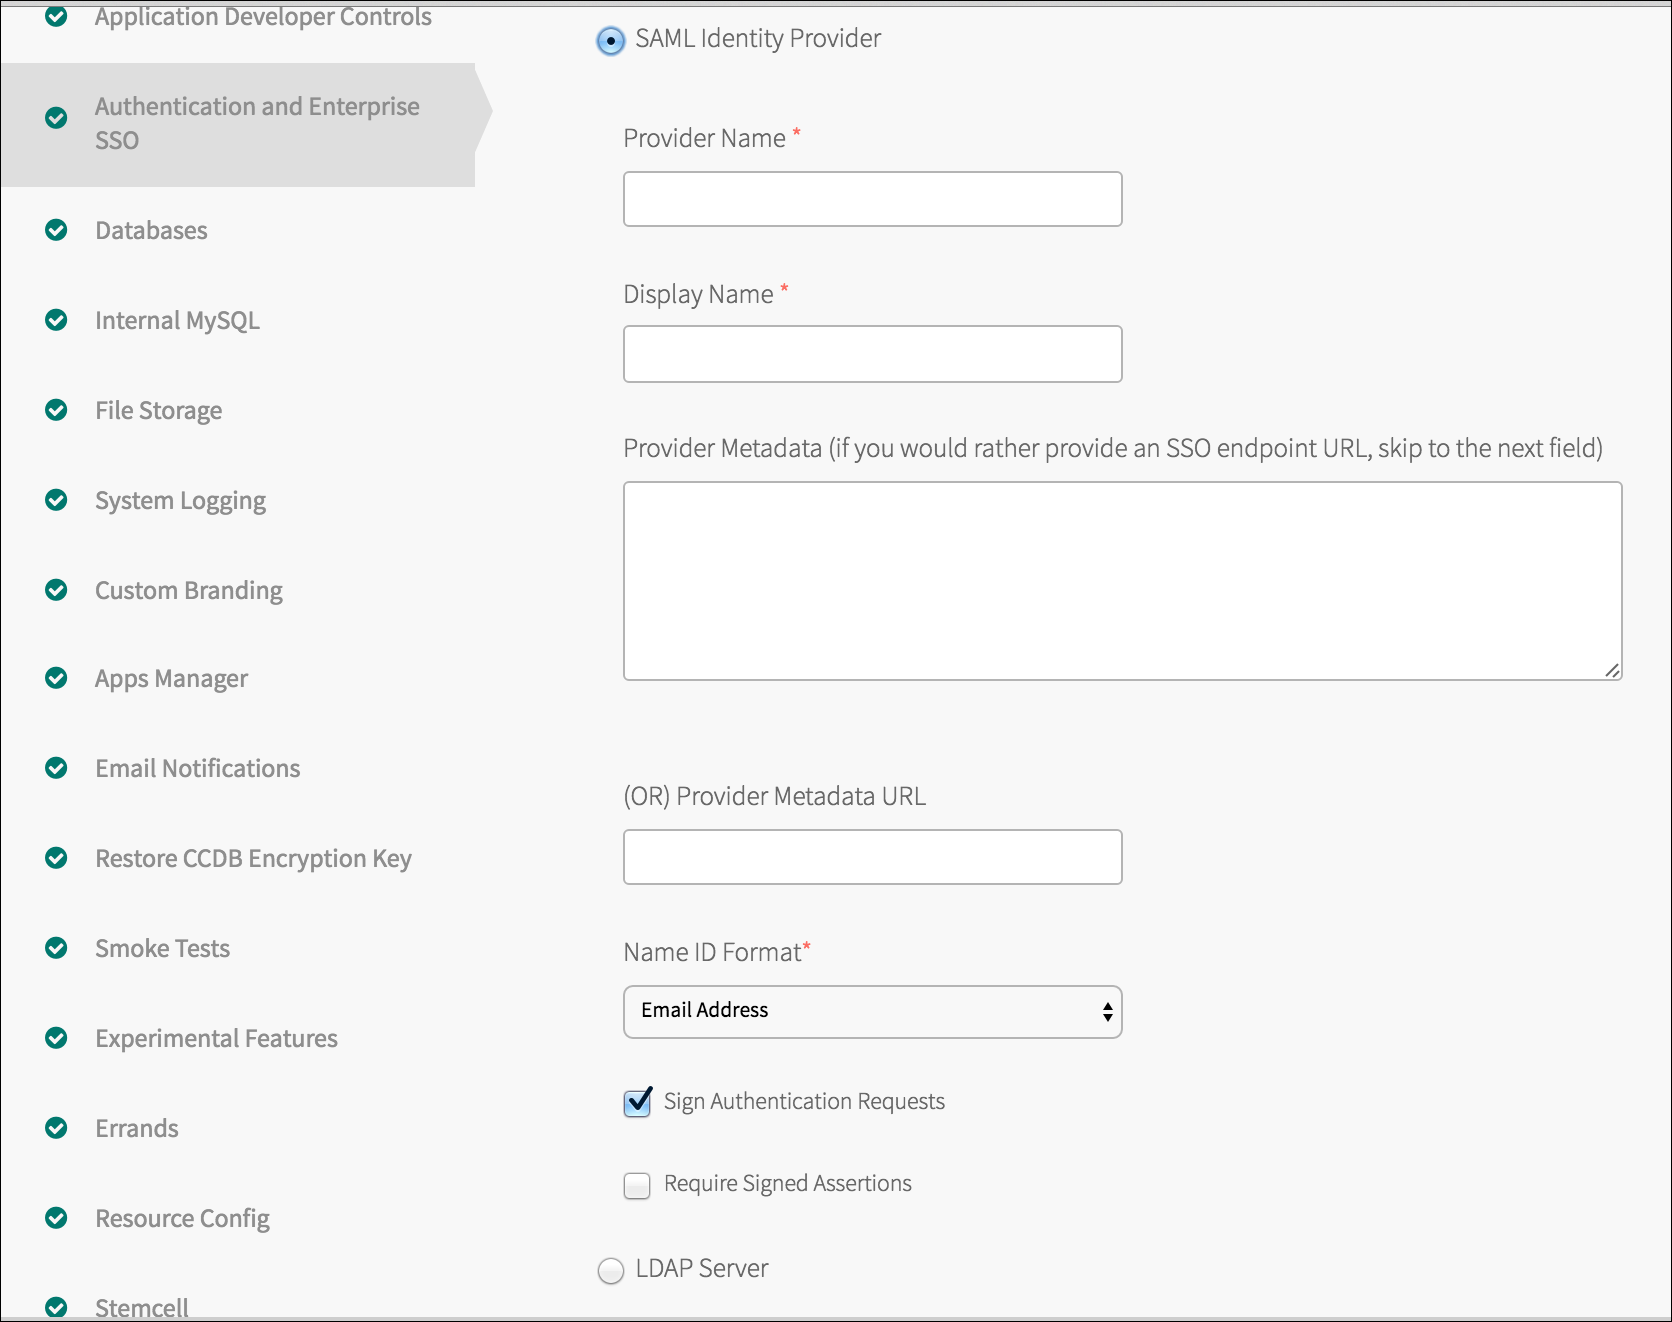 Application Developer Controls
Authentication and Enterprise
SSO
Databases
Internal MySQL
File Storage
System Logging
Custom Branding
Apps Manager
Email Notifications
Restore CCDB Encryption Key
Smoke Tests
Experimental Features
Errands
Resource Config
Stemcell
SAML Identity Provider
Provider Name *
Display Name *
Provider Metadata (if you would rather provide an SSO endpoint URL, skip to the next field)
(OR) Provider Metadata URL
Name ID Format*
Email Address
Sign Authentication Requests
Require Signed Assertions
LDAP Server